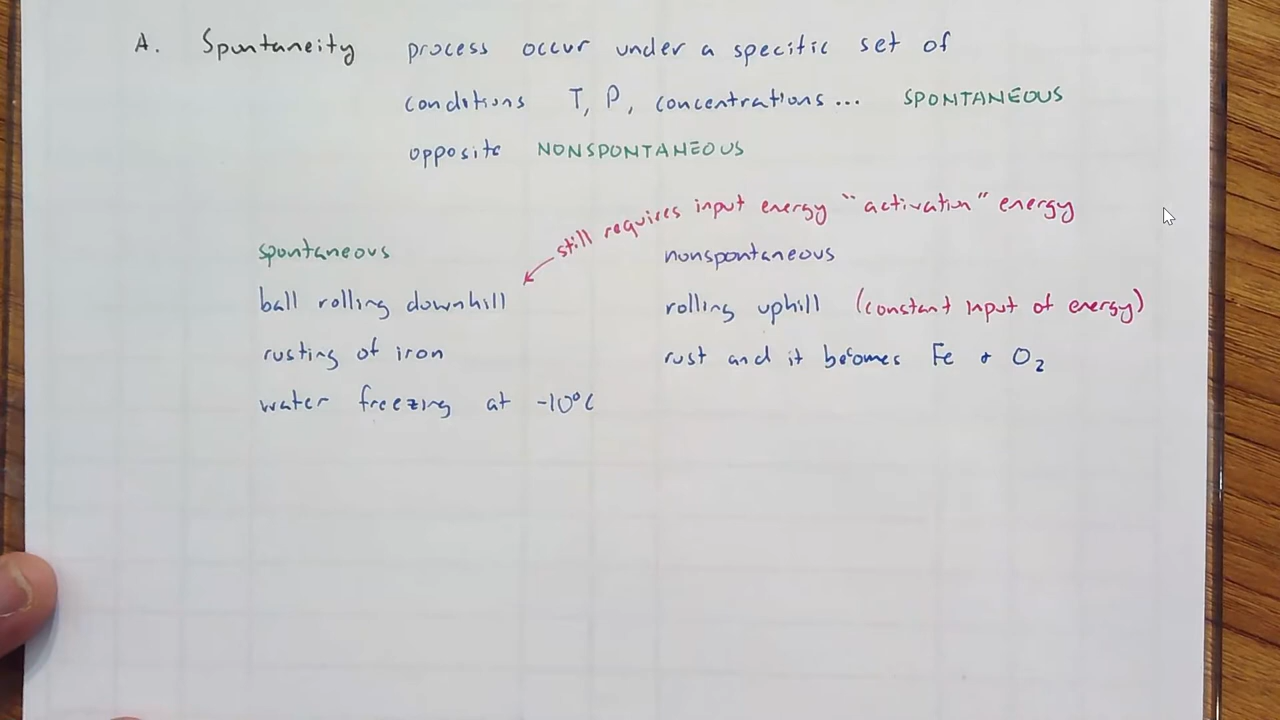 A. Spontaneity process occur under a specific set of
conditions T, P, concentrations... SPONTANEOUS
opposite NONSPONTANEOUS
still requires input energy "activation" energy
spontaneous nonspontaneous
ball rolling downhill rolling uphill (constant input of energy)
rusting of iron rust and it becomes Fe + O₂
water freezing at -10°C